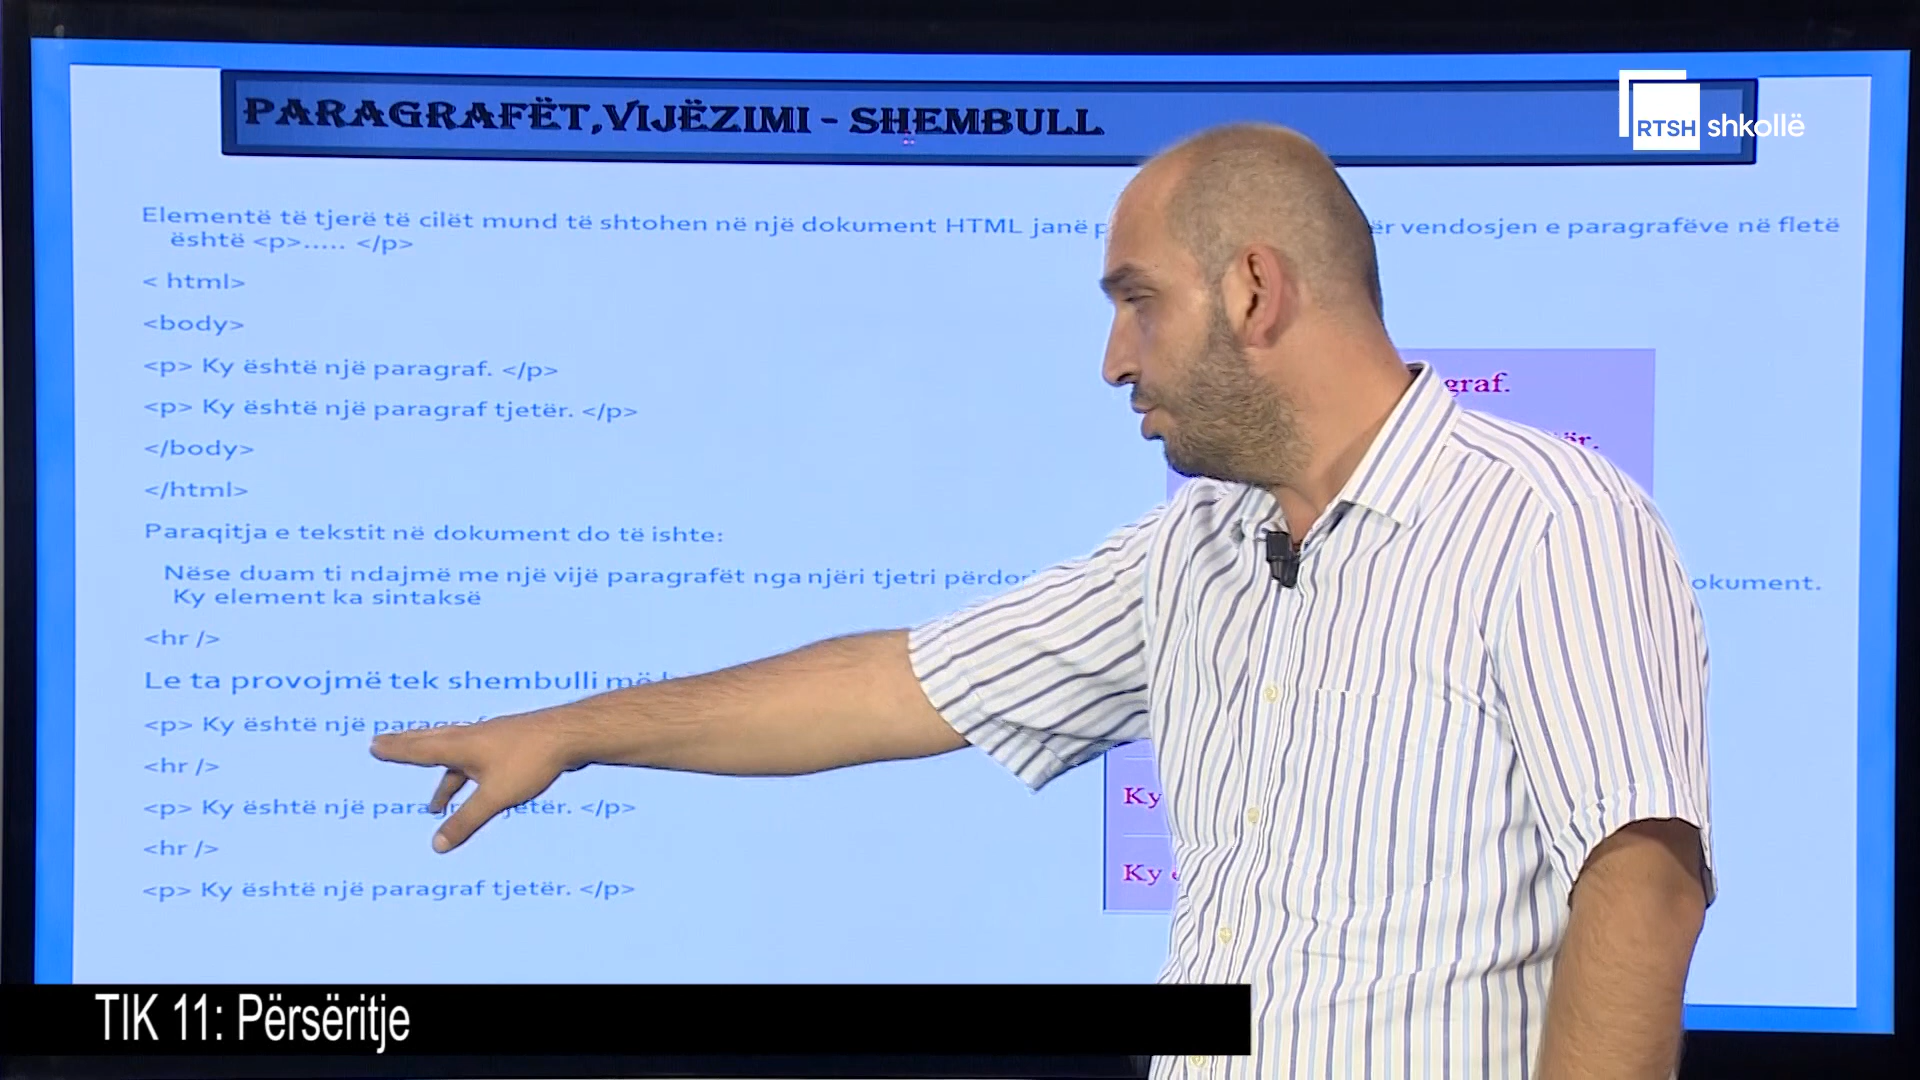 PARAGRAFËT,VIJËZIMI - SHEMBULL
RTSH shkollë
Elementë të tjerë të cilët mund të shtohen në një dokument HTML janë vendosjen e paragrafëve në fletë
është <p>..... </p>
< html>
<body>
<p> Ky është një paragraf. </p>
<p> Ky është një paragraf tjetër. </p>
</body>
</html>
Paraqitja e tekstit në dokument do të ishte:
Nëse duam ti ndajmë me një vijë paragrafët nga njëri tjetri
Ky element ka sintaksë
<hr />
Le ta provojmë tek shembulli më
<p> Ky është një
<hr />
<p> Ky është një </p>
<hr />
<p> Ky është një paragraf tjetër. </p>
Ky
Ky
TIK 11: Përsëritje